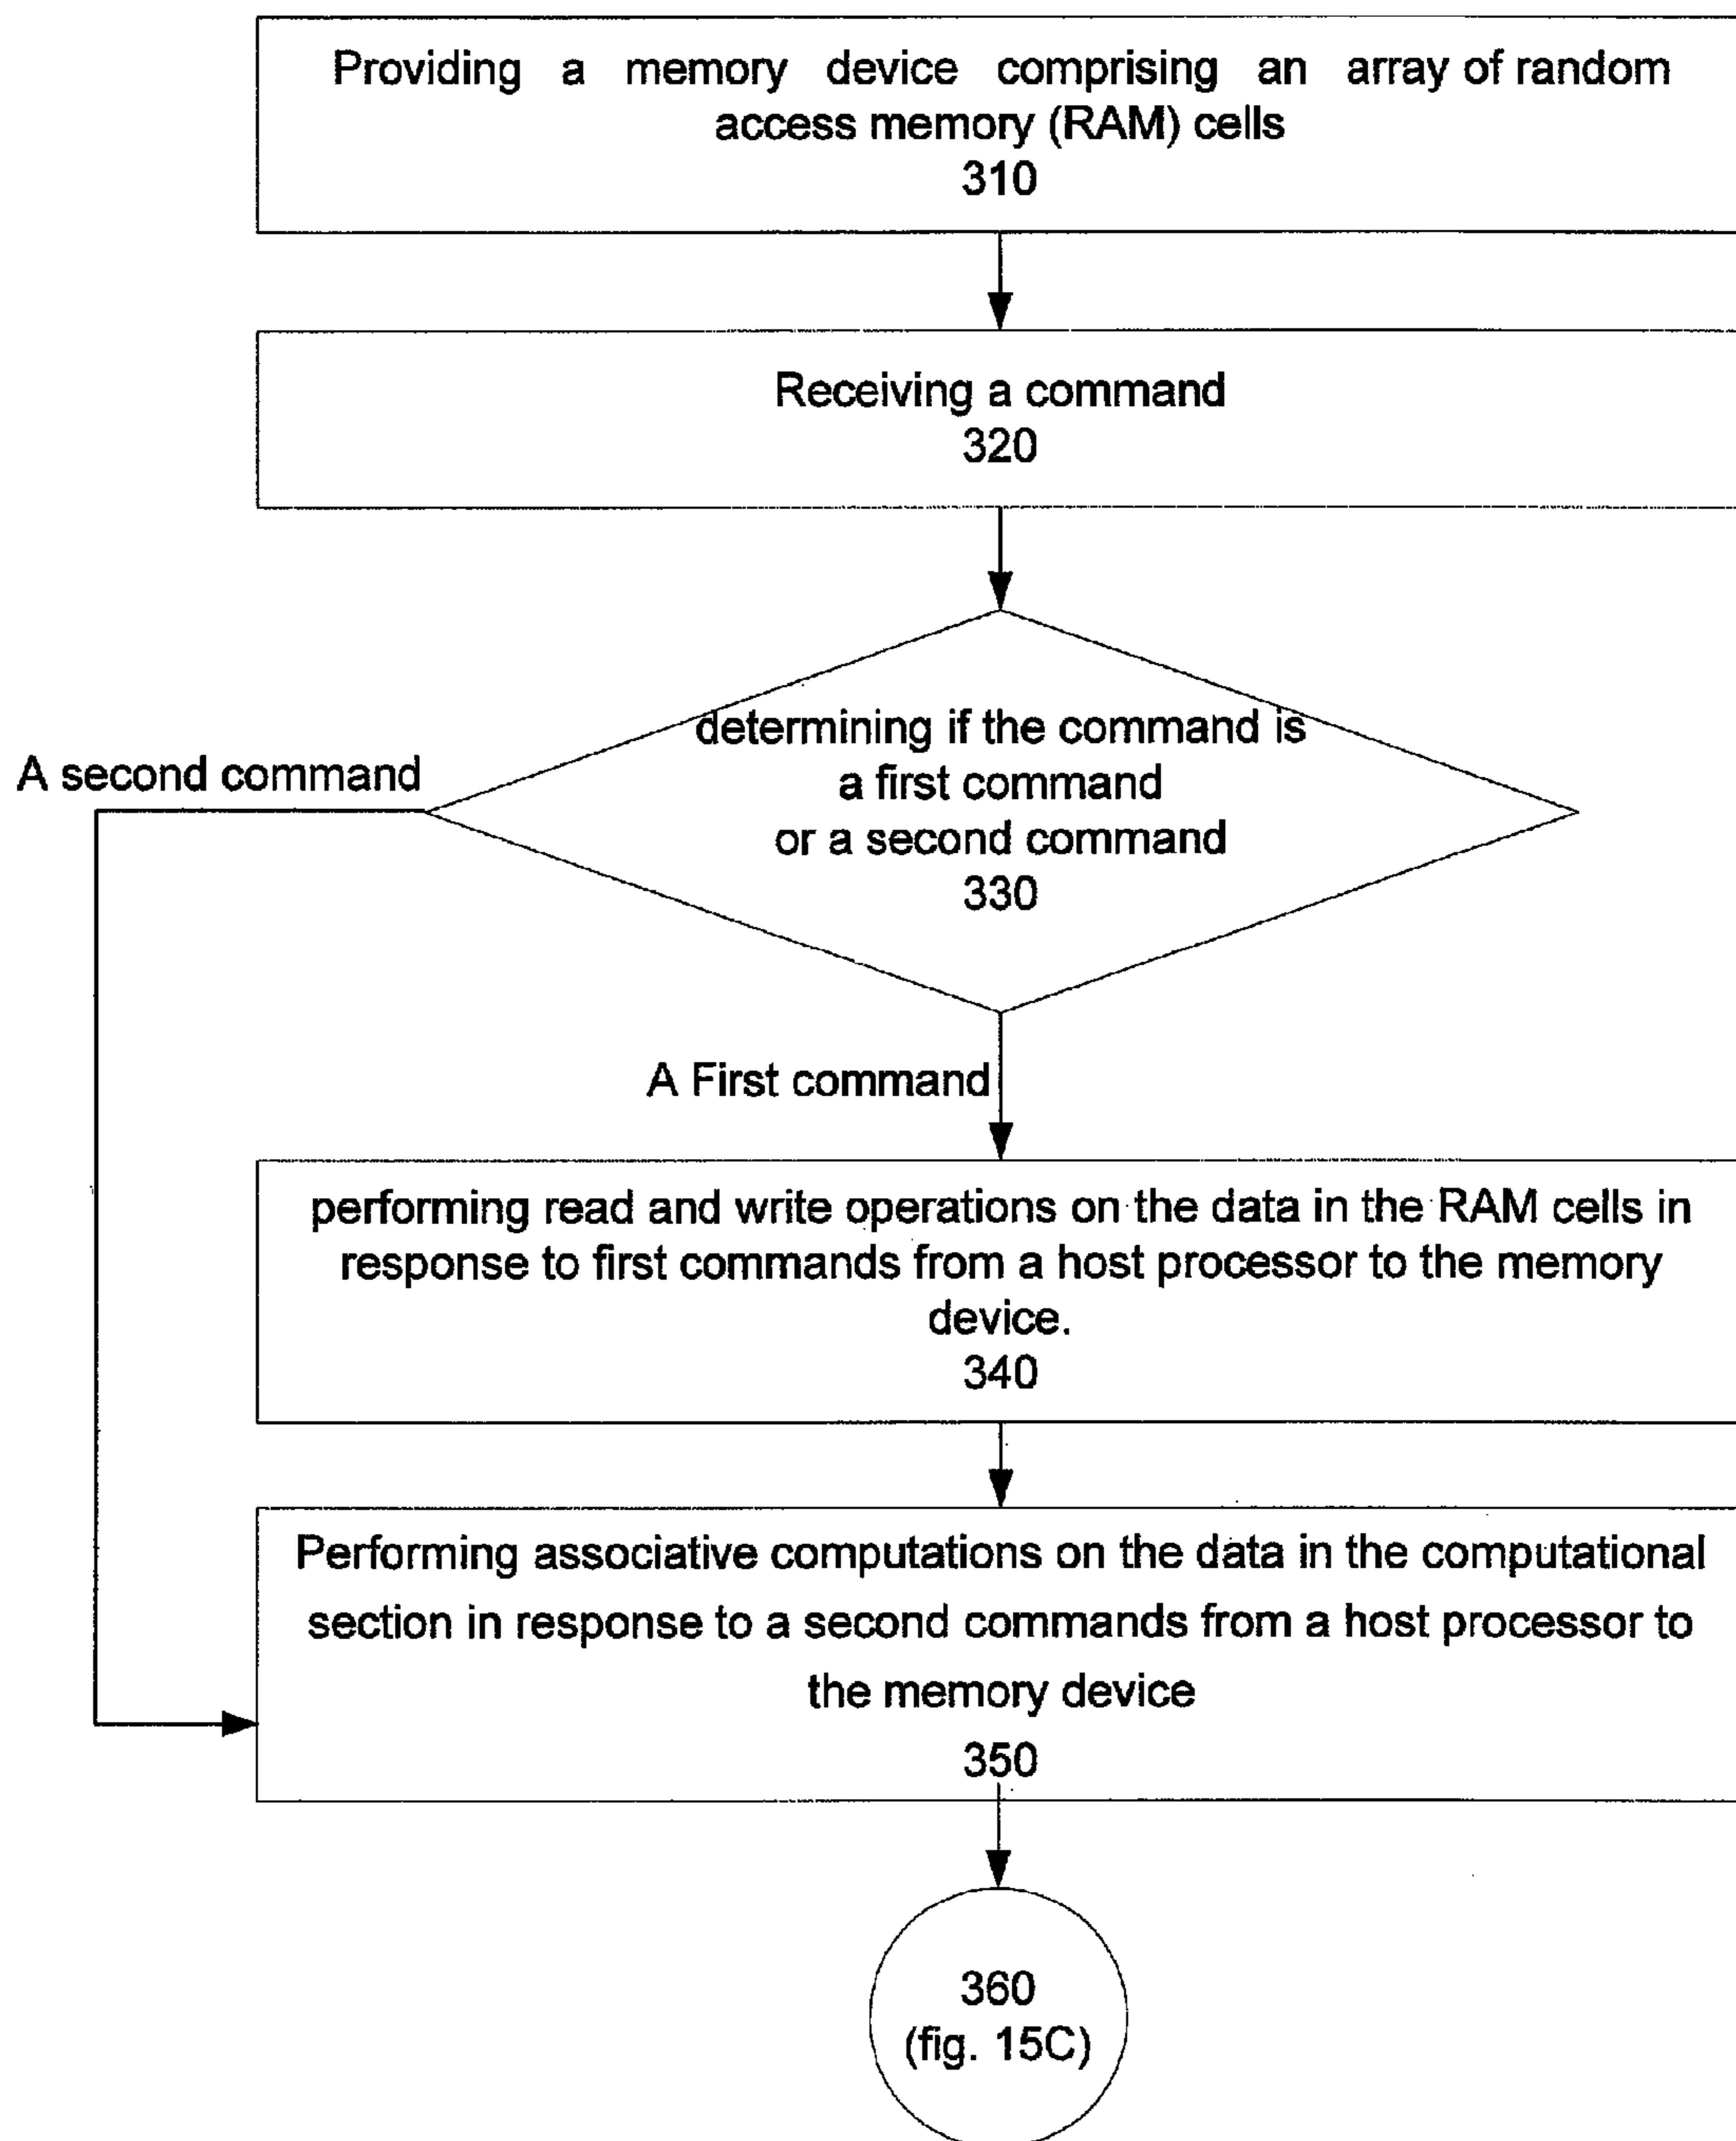 Providing a memory device comprising an array of random
access memory (RAM) cells
310
Receiving a command
320
determining if the command is
a first command
or a second command
330
A second command
A First command
performing read and write operations on the data in the RAM cells in
response to first commands from a host processor to the memory
device.
340
Performing associative computations on the data in the computational
section in response to a second commands from a host processor to
the memory device
350
360
(fig. 15C)